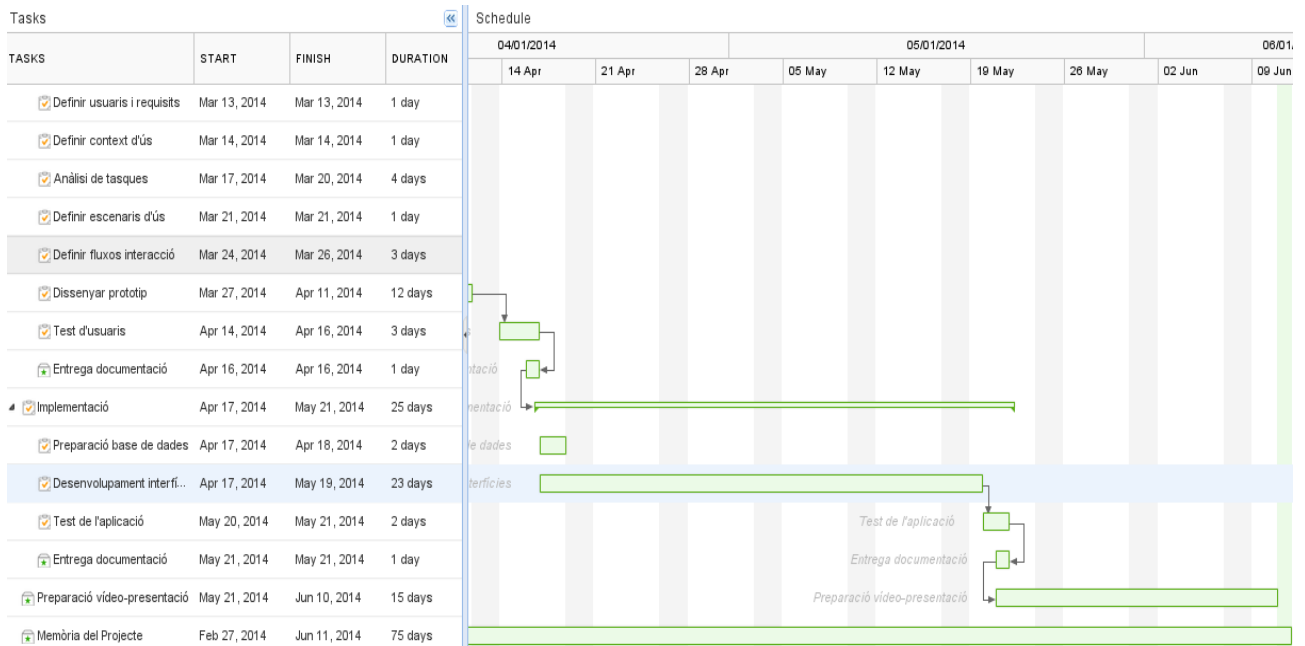 Tasks Schedule
TASKS START FINISH DURATION 04/01/2014 05/01/2014 06/01/
14 Apr 21 Apr 28 Apr 05 May 12 May 19 May 26 May 02 Jun 09 Jun
Definir usuaris i requisits Mar 13, 2014 Mar 13, 2014 1 day
Definir context d'ús Mar 14, 2014 Mar 14, 2014 1 day
Anàlisi de tasques Mar 17, 2014 Mar 20, 2014 4 days
Definir escenaris d'ús Mar 21, 2014 Mar 21, 2014 1 day
Definir fluxos interacció Mar 24, 2014 Mar 26, 2014 3 days
Dissenyar prototip Mar 27, 2014 Apr 11, 2014 12 days
Test d'usuaris Apr 14, 2014 Apr 16, 2014 3 days
Entrega documentació Apr 16, 2014 Apr 16, 2014 1 day ntació
Implementació Apr 17, 2014 May 21, 2014 25 days mentació
Preparació base de dades Apr 17, 2014 Apr 18, 2014 2 days de dades
Desenvolupament interfí... Apr 17, 2014 May 19, 2014 23 days terfícies
Test de l'aplicació May 20, 2014 May 21, 2014 2 days Test de l'aplicació
Entrega documentació May 21, 2014 May 21, 2014 1 day Entrega documentació
Preparació vídeo-presentació May 21, 2014 Jun 10, 2014 15 days Preparació vídeo-presentació
Memòria del Projecte Feb 27, 2014 Jun 11, 2014 75 days